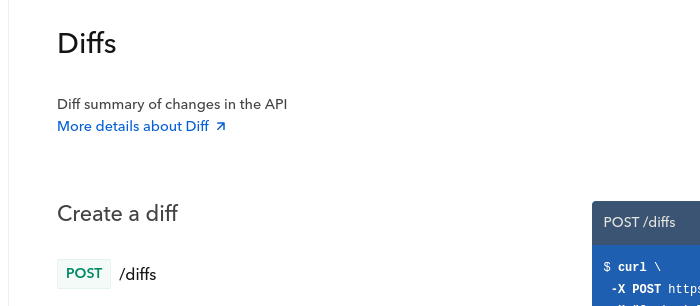 Diffs
Diff summary of changes in the API
More details about Diff ↗
Create a diff
POST /diffs
POST /diffs
$ curl \
-X POST https